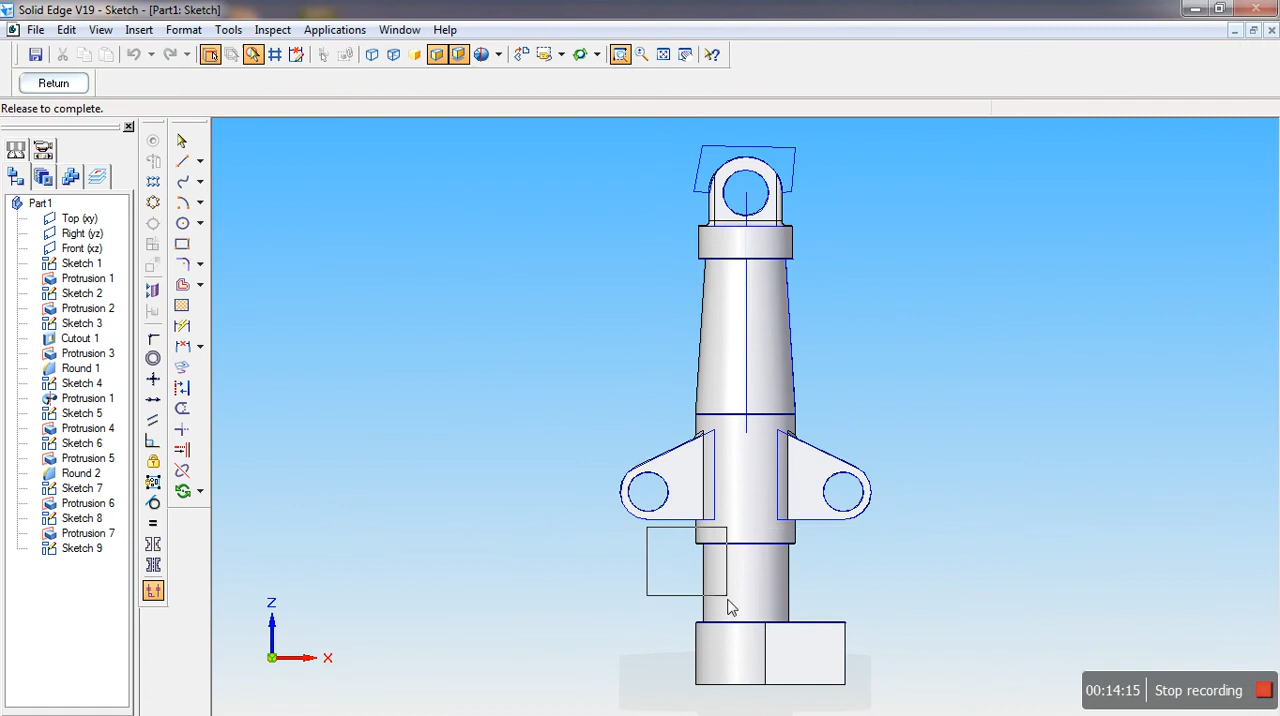 Solid Edge V19 - Sketch - [Part1: Sketch]
File Edit View Insert Format Tools Inspect Applications Window Help
Return
Release to complete.
Part1
Top (xy)
Right (yz)
Front (xz)
Sketch 1
Protrusion 1
Sketch 2
Protrusion 2
Sketch 3
Cutout 1
Protrusion 3
Round 1
Sketch 4
Protrusion 1
Sketch 5
Protrusion 4
Sketch 6
Protrusion 5
Round 2
Sketch 7
Protrusion 6
Sketch 8
Protrusion 7
Sketch 9
Z
X
00:14:15 Stop recording